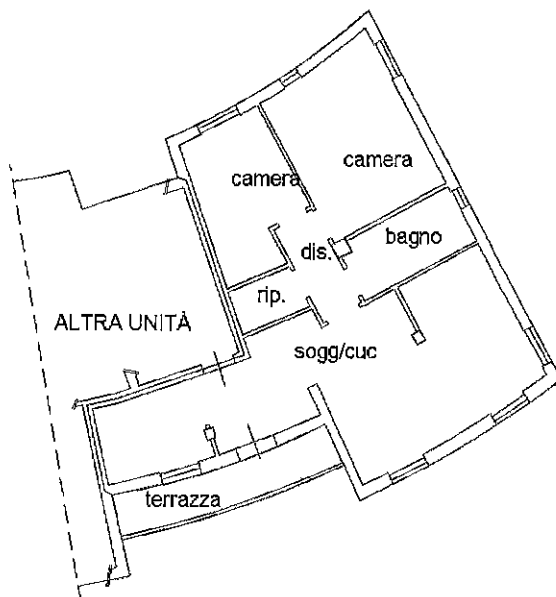 camera
camera
bagno
dis.
rip.
ALTRA UNITÀ
sogg/cuc
terrazza